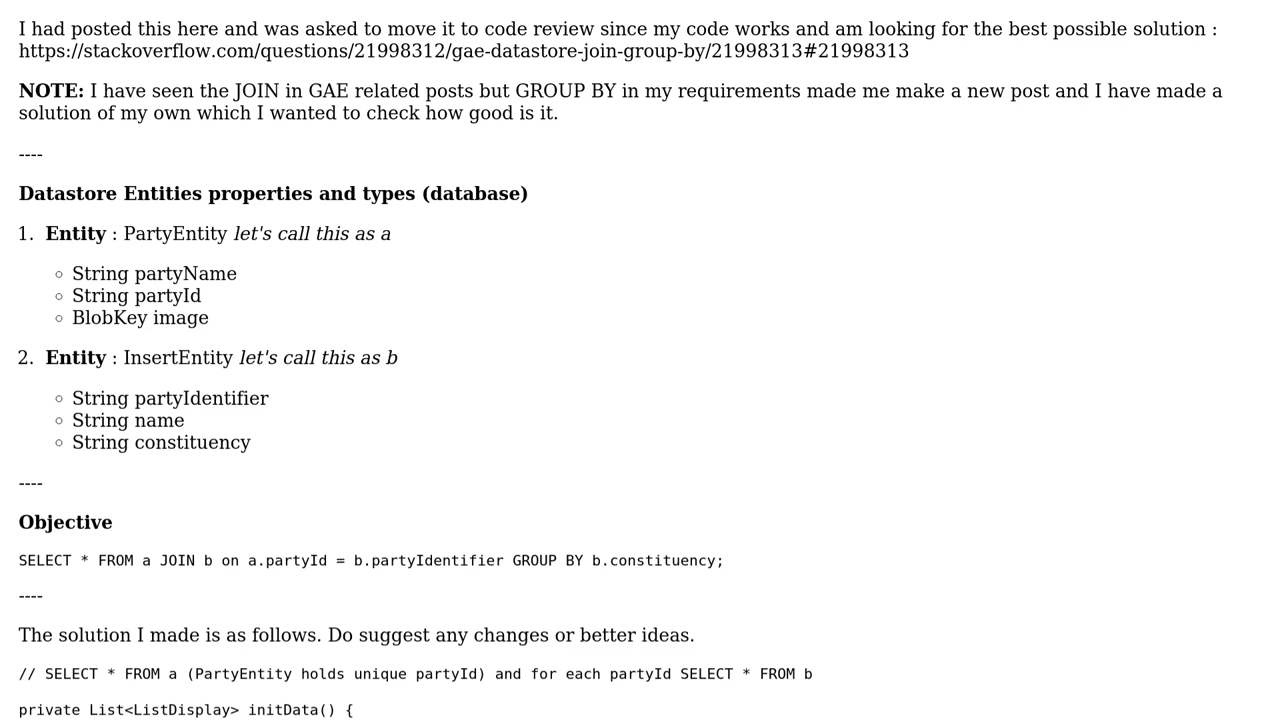 I had posted this here and was asked to move it to code review since my code works and am looking for the best possible solution :
https://stackoverflow.com/questions/21998312/gae-datastore-join-group-by/21998313#21998313
NOTE: I have seen the JOIN in GAE related posts but GROUP BY in my requirements made me make a new post and I have made a
solution of my own which I wanted to check how good is it.
----
Datastore Entities properties and types (database)
1. Entity : PartyEntity let's call this as a
◦ String partyName
◦ String partyId
◦ BlobKey image
2. Entity : InsertEntity let's call this as b
◦ String partyIdentifier
◦ String name
◦ String constituency
----
Objective
SELECT * FROM a JOIN b on a.partyId = b.partyIdentifier GROUP BY b.constituency;
----
The solution I made is as follows. Do suggest any changes or better ideas.
// SELECT * FROM a (PartyEntity holds unique partyId) and for each partyId SELECT * FROM b
private List<ListDisplay> initData() {